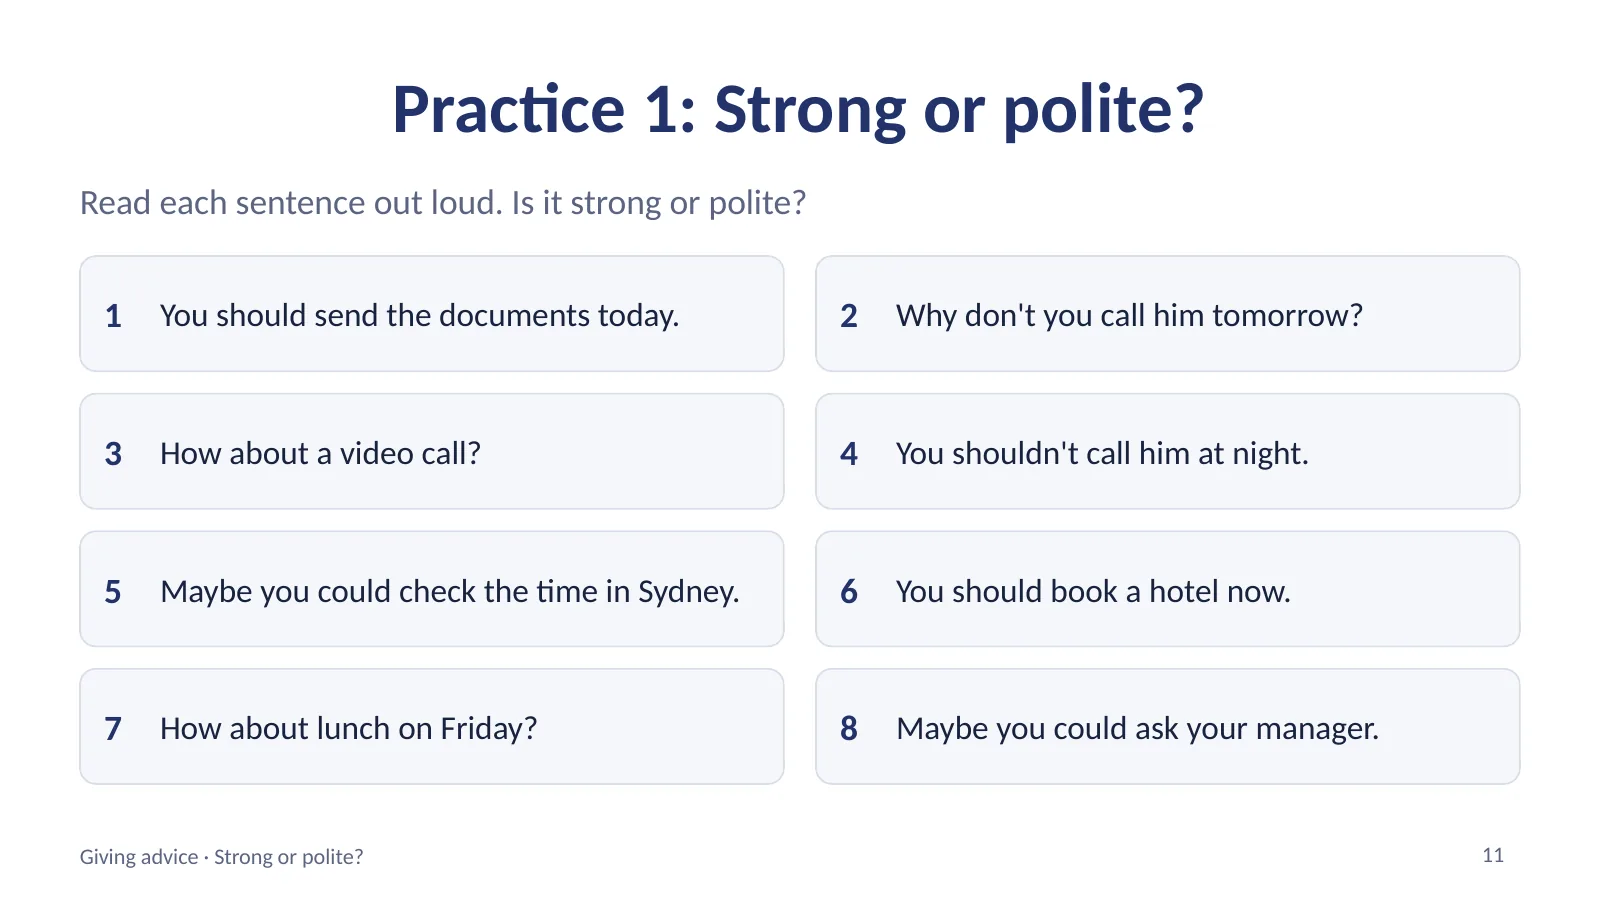 Practice 1: Strong or polite?
Read each sentence out loud. Is it strong or polite?
1 You should send the documents today.
2 Why don't you call him tomorrow?
3 How about a video call?
4 You shouldn't call him at night.
5 Maybe you could check the time in Sydney.
6 You should book a hotel now.
7 How about lunch on Friday?
8 Maybe you could ask your manager.
Giving advice · Strong or polite?
11